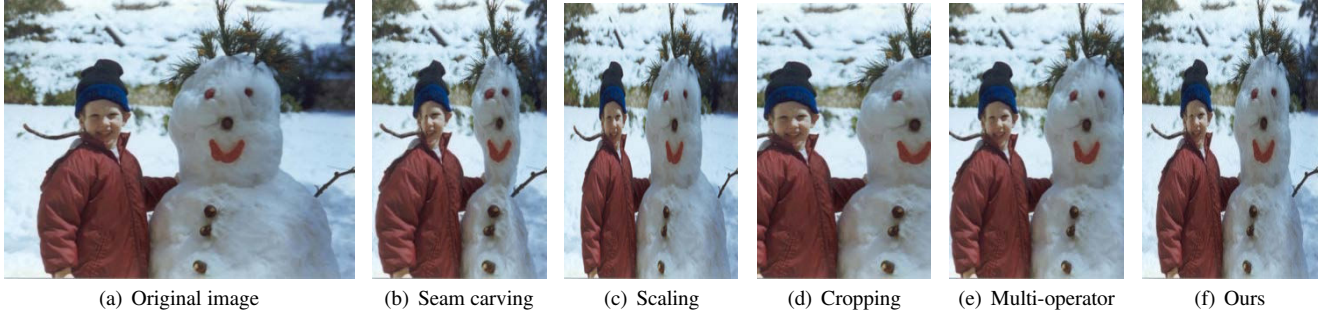 (a) Original image
(b) Seam carving
(c) Scaling
(d) Cropping
(e) Multi-operator
(f) Ours